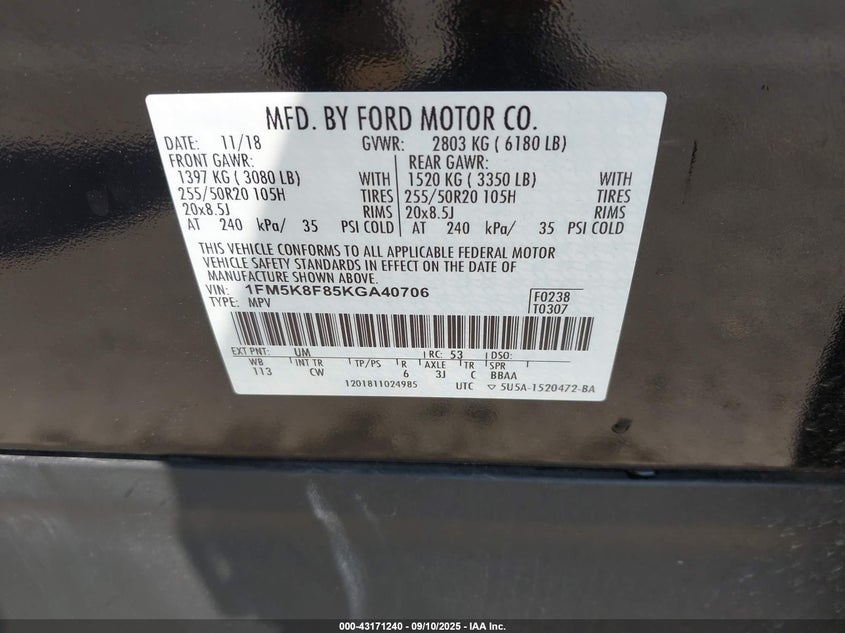 MFD. BY FORD MOTOR CO.
DATE: 11/18 GVWR: 2803 KG ( 6180 LB)
FRONT GAWR: REAR GAWR:
1397 KG ( 3080 LB) WITH 1520 KG ( 3350 LB) WITH
255/50R20 105H TIRES 255/50R20 105H TIRES
20x8.5J RIMS 20x8.5J RIMS
AT 240 kPa/ 35 PSI COLD AT 240 kPa/ 35 PSI COLD
THIS VEHICLE CONFORMS TO ALL APPLICABLE FEDERAL MOTOR
VEHICLE SAFETY STANDARDS IN EFFECT ON THE DATE OF
MANUFACTURE SHOWN ABOVE.
VIN: 1FM5K8F85KGA40706 F0238
TYPE: MPV T0307
EXT PNT: UM RC: 53 DSO:
WB INT TR TP/PS R AXLE TR SPR
113 CW 6 3J C BBAA
1201811024985 UTC ▽ 5U5A-1520472-BA
000-43171240 - 09/10/2025 - IAA Inc.